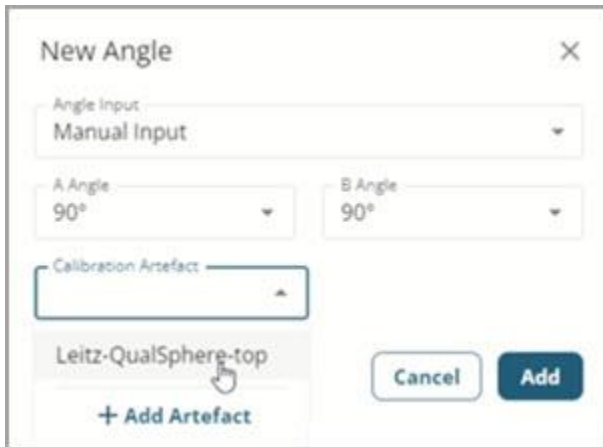 New Angle
Angle Input
Manual Input
A Angle
B Angle
90°
90°
Calibration Artefact
Leitz-QualSphere-top
Cancel
Add
+ Add Artefact